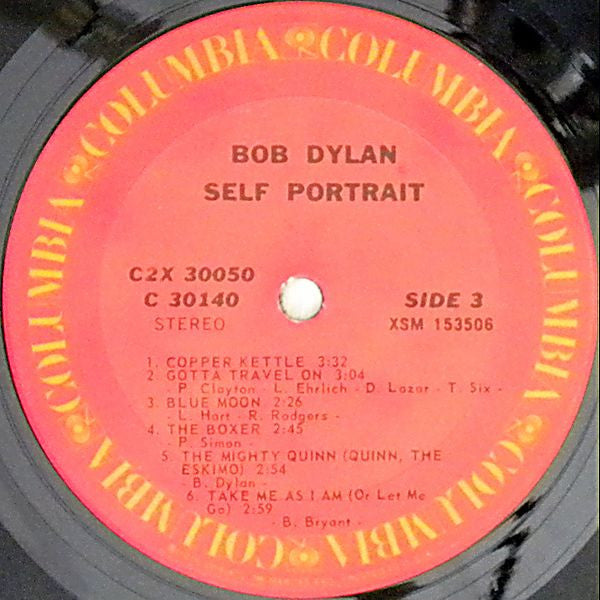 COLUMBIA COLUMBIA COLUMBIA COLUMBIA COLUMBIA COLUMBIA
BOB DYLAN
SELF PORTRAIT
C2X 30050
C 30140
STEREO
SIDE 3
XSM 153506
1. COPPER KETTLE 3:32
2. GOTTA TRAVEL ON 3:04
- P. Clayton - L. Ehrlich - D. Lazar - T. Six -
3. BLUE MOON 2:26
- L. Hart - R. Rodgers -
4. THE BOXER 2:45
- P. Simon -
5. THE MIGHTY QUINN (QUINN, THE
ESKIMO) 2:54
- B. Dylan -
6. TAKE ME AS I AM (Or Let Me
Go) 2:59
- B. Bryant -